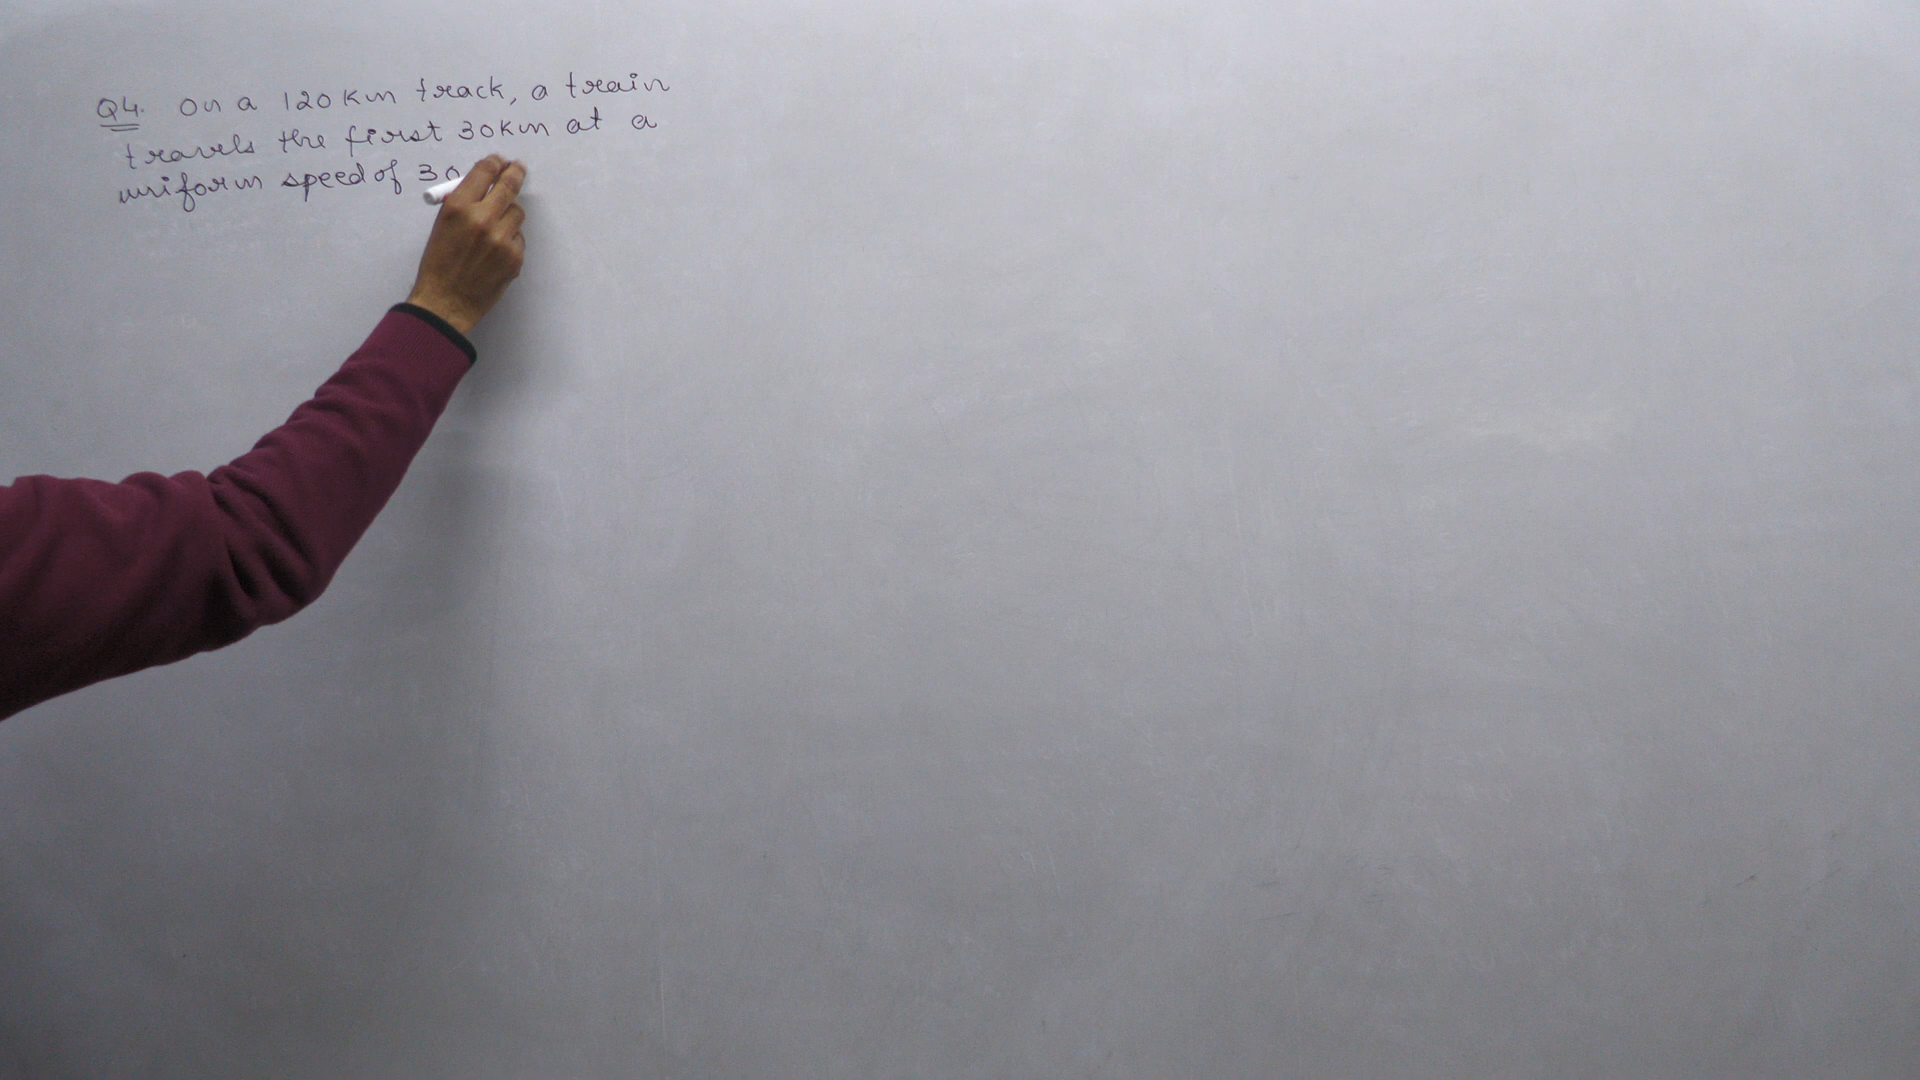 Q4. On a 120 Km track, a train
travels the first 30 Km at a
uniform speed of 30